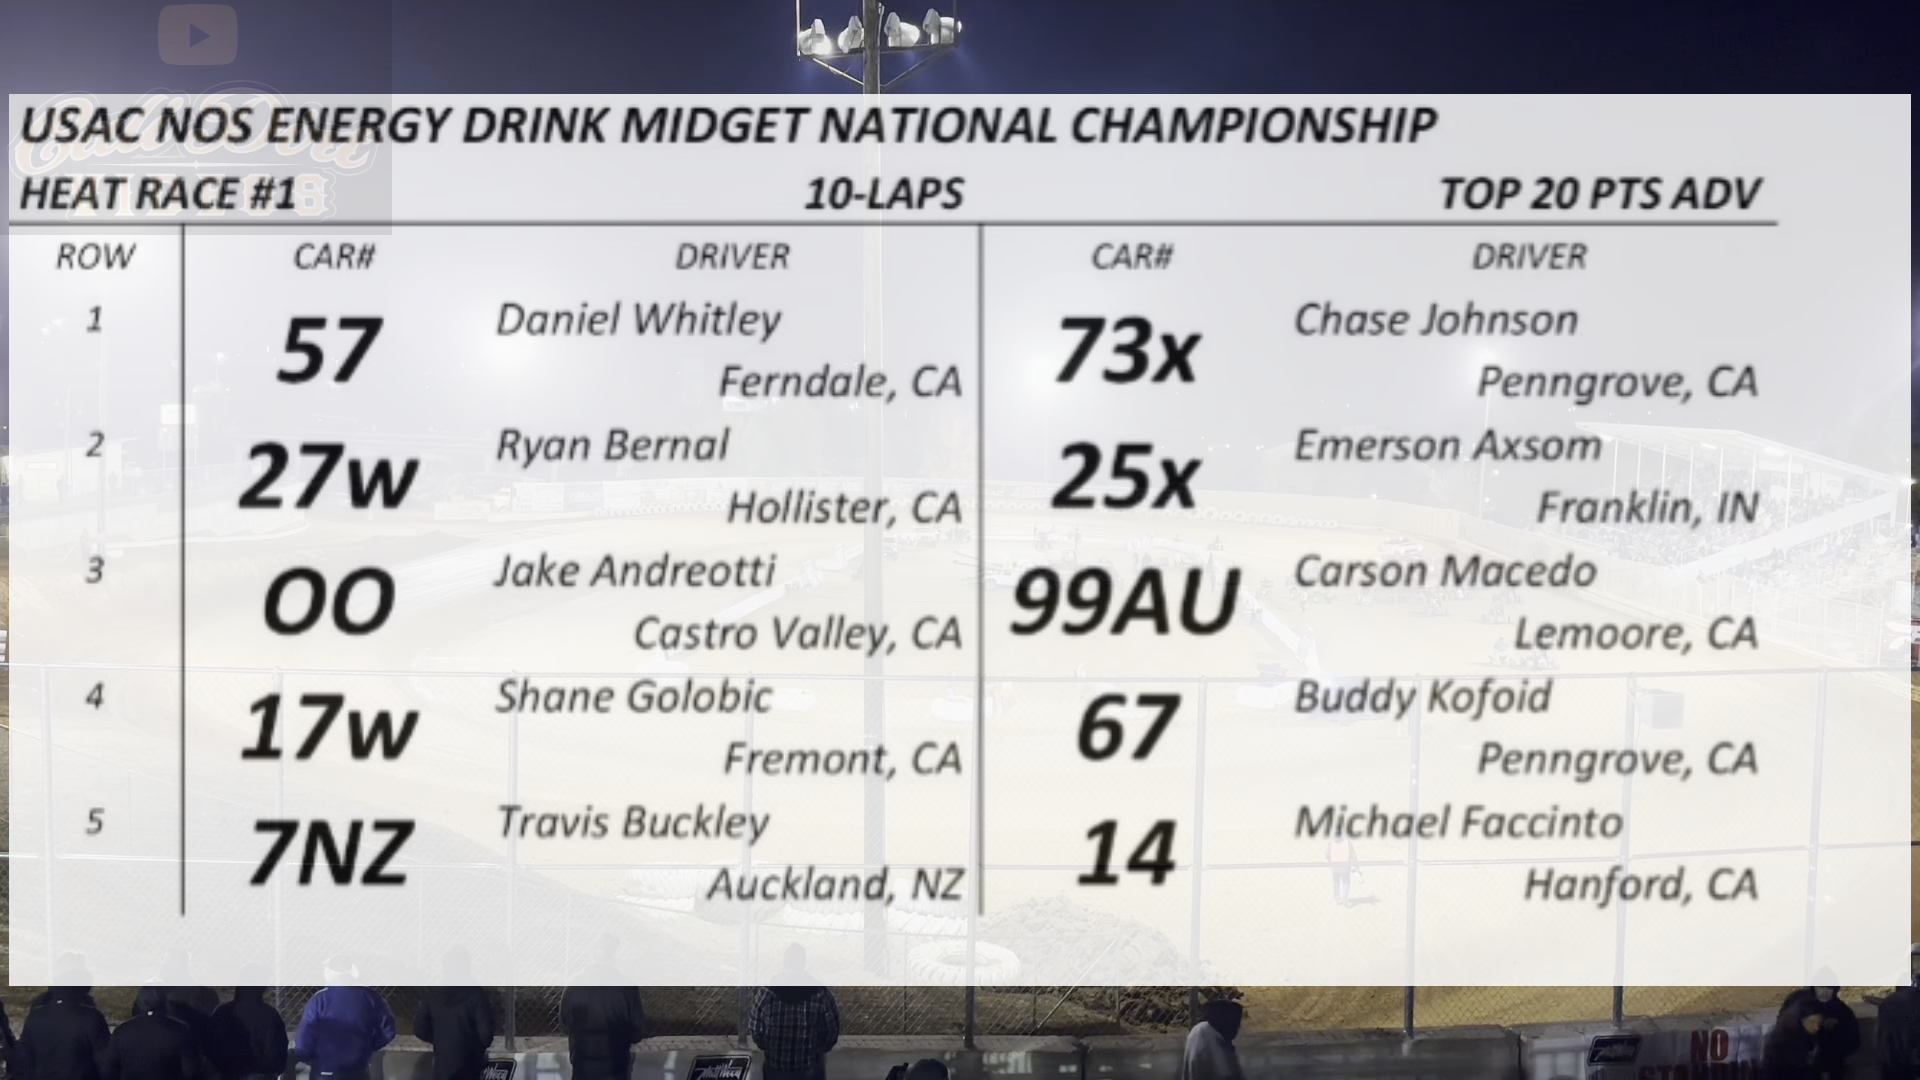 USAC NOS ENERGY DRINK MIDGET NATIONAL CHAMPIONSHIP
HEAT RACE #1 10-LAPS TOP 20 PTS ADV
ROW CAR# DRIVER CAR# DRIVER
1 57 Daniel Whitley 73x Chase Johnson
Ferndale, CA Penngrove, CA
2 27w Ryan Bernal 25x Emerson Axsom
Hollister, CA Franklin, IN
3 OO Jake Andreotti 99AU Carson Macedo
Castro Valley, CA Lemoore, CA
4 17w Shane Golobic 67 Buddy Kofoid
Fremont, CA Penngrove, CA
5 7NZ Travis Buckley 14 Michael Faccinto
Auckland, NZ Hanford, CA
NO